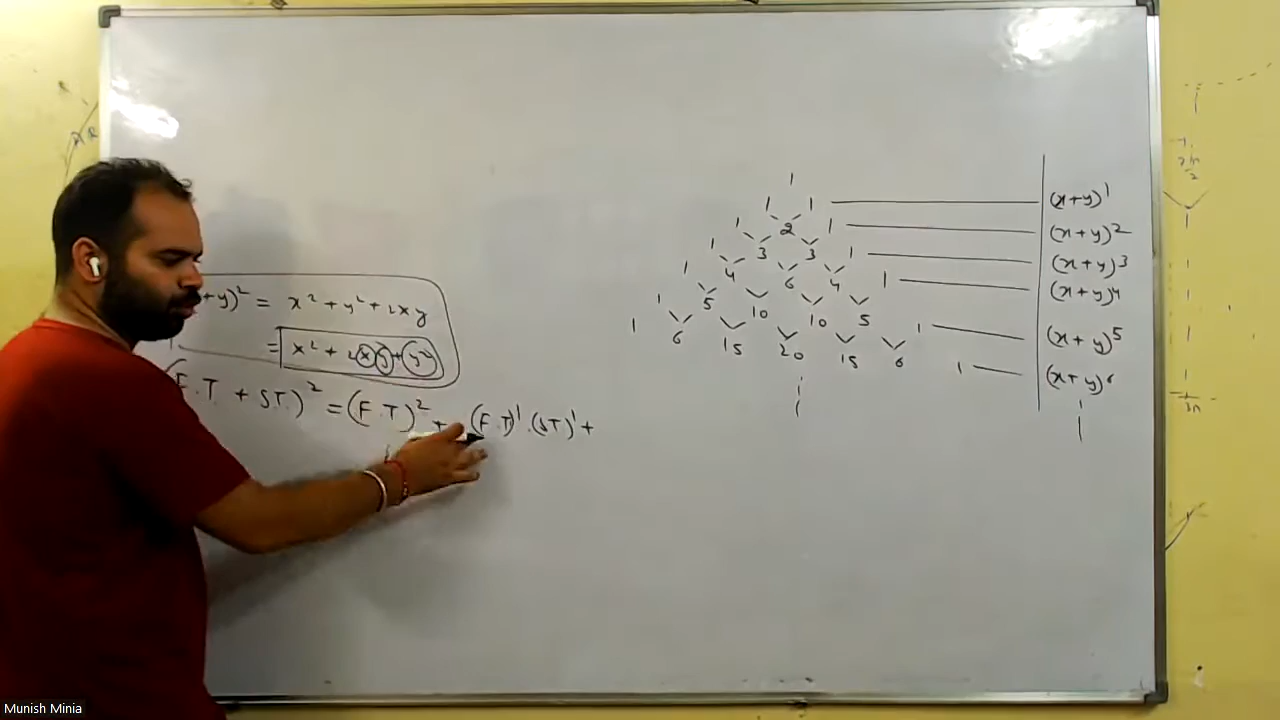 +y)² = x² + y² + 2xy
= x² + 2xy + y²
F.T. + S.T.)² = (F.T)² + (F.T)¹.(S.T)¹ +
1
1 1 (x+y)¹
1 2 1 (x+y)²
1 3 3 1 (x+y)³
1 4 6 4 1 (x+y)4
1 5 10 10 5 1 (x+y)⁵
1 6 15 20 15 6 1 (x+y)⁶
Munish Minia